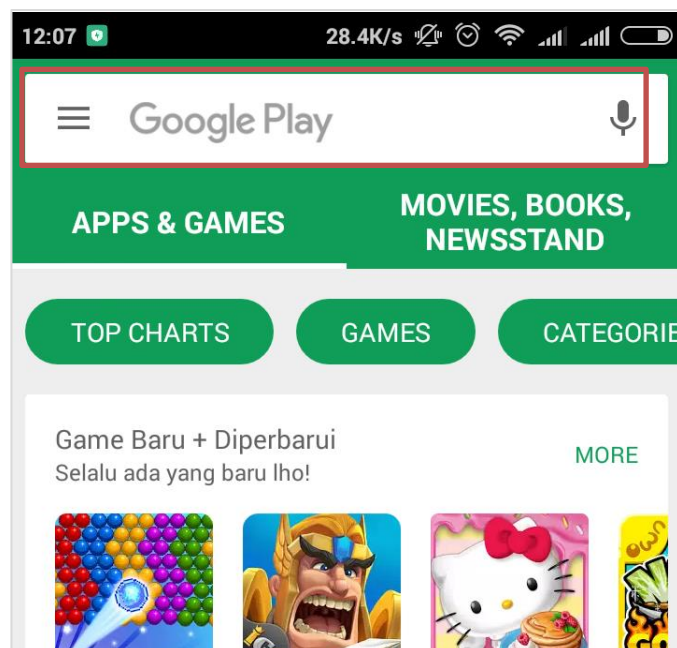 12:07 28.4K/s
Google Play
APPS & GAMES
MOVIES, BOOKS,
NEWSSTAND
TOP CHARTS GAMES CATEGORIE
Game Baru + Diperbarui
MORE
Selalu ada yang baru lho!